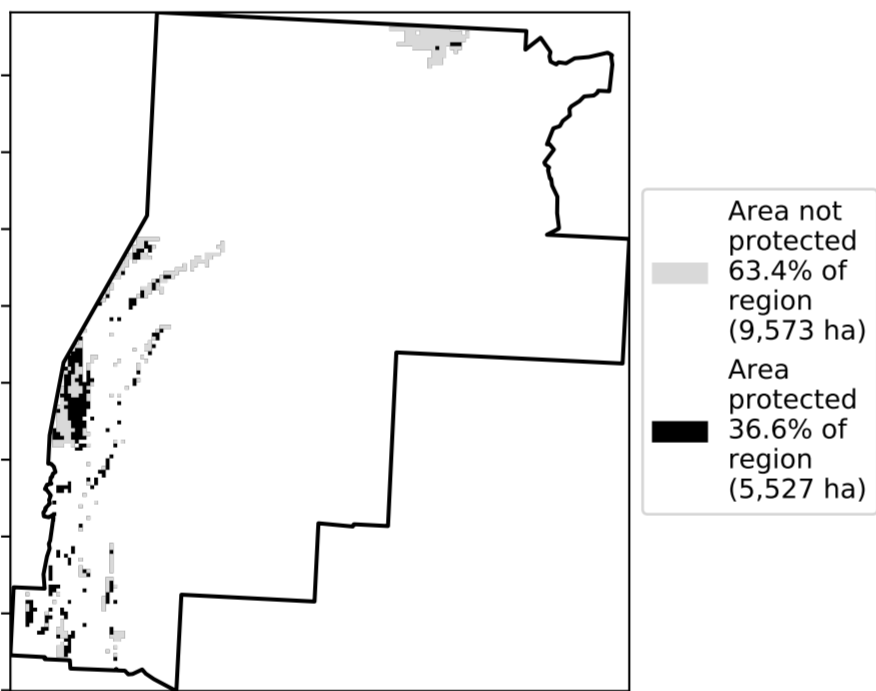 Area not
protected
63.4% of
region
(9,573 ha)
Area
protected
36.6% of
region
(5,527 ha)